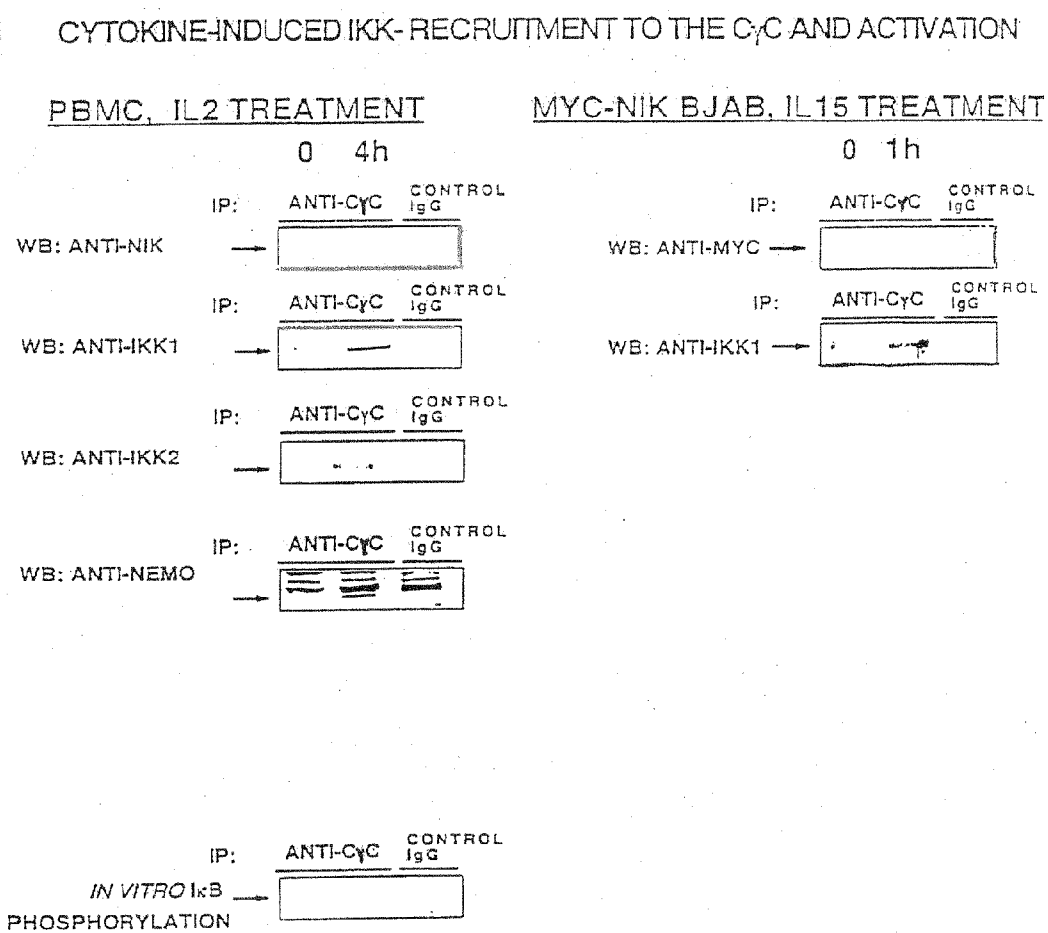 CYTOKINE-INDUCED IKK- RECRUITMENT TO THE CγC AND ACTIVATION
PBMC, IL2 TREATMENT
0 4h
IP: ANTI-CγC CONTROL IgG
WB: ANTI-NIK
IP: ANTI-CγC CONTROL IgG
WB: ANTI-IKK1
IP: ANTI-CγC CONTROL IgG
WB: ANTI-IKK2
IP: ANTI-CγC CONTROL IgG
WB: ANTI-NEMO
IP: ANTI-CγC CONTROL IgG
IN VITRO IκB
PHOSPHORYLATION
MYC-NIK BJAB, IL15 TREATMENT
0 1h
IP: ANTI-CγC CONTROL IgG
WB: ANTI-MYC
IP: ANTI-CγC CONTROL IgG
WB: ANTI-IKK1